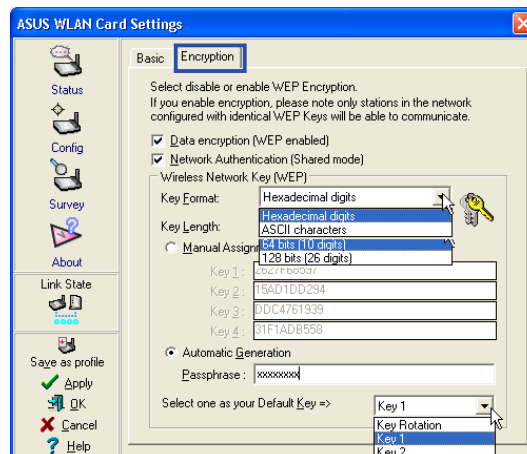 ASUS WLAN Card Settings
Status
Config
Survey
About
Link State
Save as profile
Apply
OK
Cancel
Help
Basic
Encryption
Select disable or enable WEP Encryption.
If you enable encryption, please note only stations in the network
configured with identical WEP Keys will be able to communicate.
Data encryption (WEP enabled)
Network Authentication (Shared mode)
Wireless Network Key (WEP)
Key Format: Hexadecimal digits
Hexadecimal digits
ASCII characters
Key Length:
64 bits (10 digits)
128 bits (26 digits)
Manual
Key 1 : 2627F68597
Key 2 : 15AD1DD294
Key 3 : DDC4761939
Key 4 : 31F1ADB558
Automatic Generation
Passphrase : xxxxxxxx
Select one as your Default Key => Key 1
Key Rotation
Key 1
Key 2